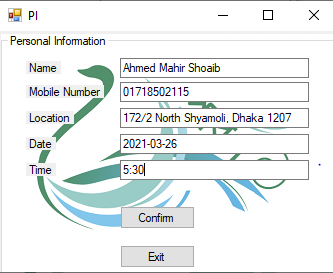 PI
Personal Information
Name Ahmed Mahir Shoaib
Mobile Number 01718502115
Location 172/2 North Shyamoli, Dhaka 1207
Date 2021-03-26
Time 5:30
Confirm
Exit